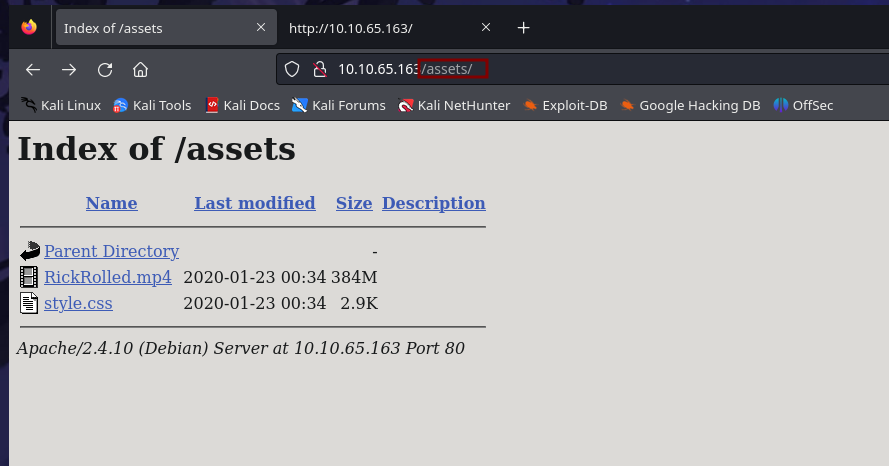 Index of /assets
http://10.10.65.163/
10.10.65.163/assets/
Kali Linux Kali Tools Kali Docs Kali Forums Kali NetHunter Exploit-DB Google Hacking DB OffSec
Index of /assets
Name Last modified Size Description
Parent Directory -
RickRolled.mp4 2020-01-23 00:34 384M
style.css 2020-01-23 00:34 2.9K
Apache/2.4.10 (Debian) Server at 10.10.65.163 Port 80